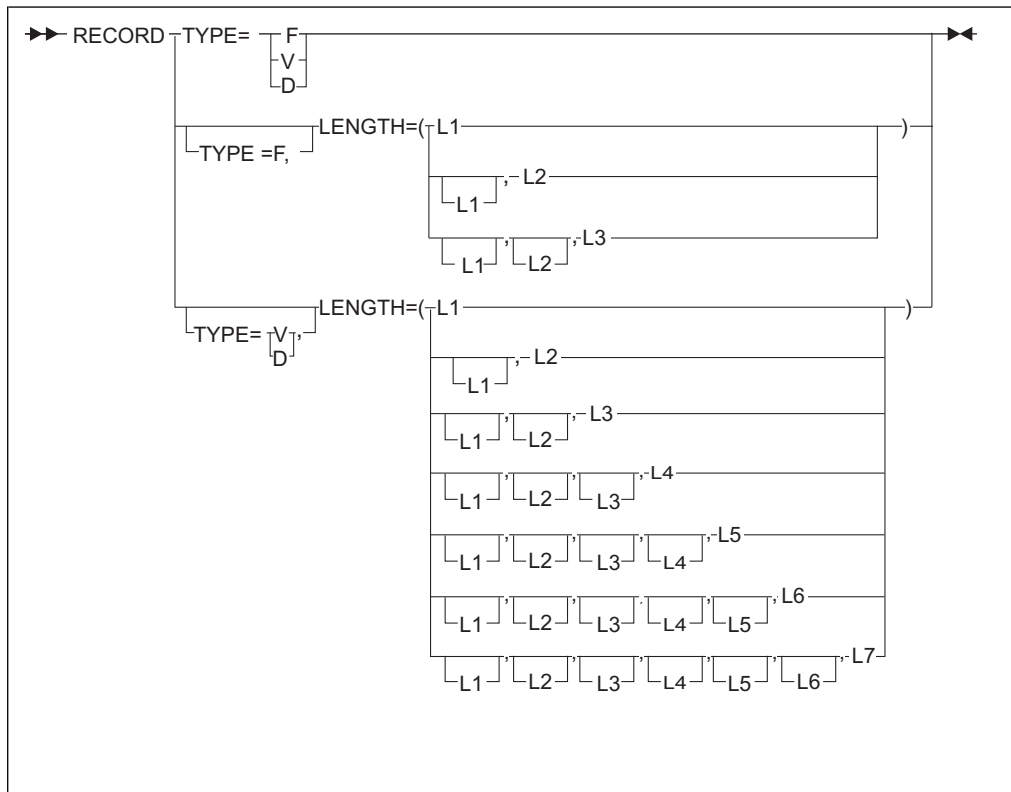 RECORD TYPE= F
V
D
LENGTH=(L1)
TYPE =F,
, L2
L1
, ,L3
L1 L2
LENGTH=(L1)
TYPE= V,
D
, L2
L1
, , L3
L1 L2
, , ,L4
L1 L2 L3
, , , ,L5
L1 L2 L3 L4
, , , , ,L6
L1 L2 L3 L4 L5
, , , , , ,L7
L1 L2 L3 L4 L5 L6